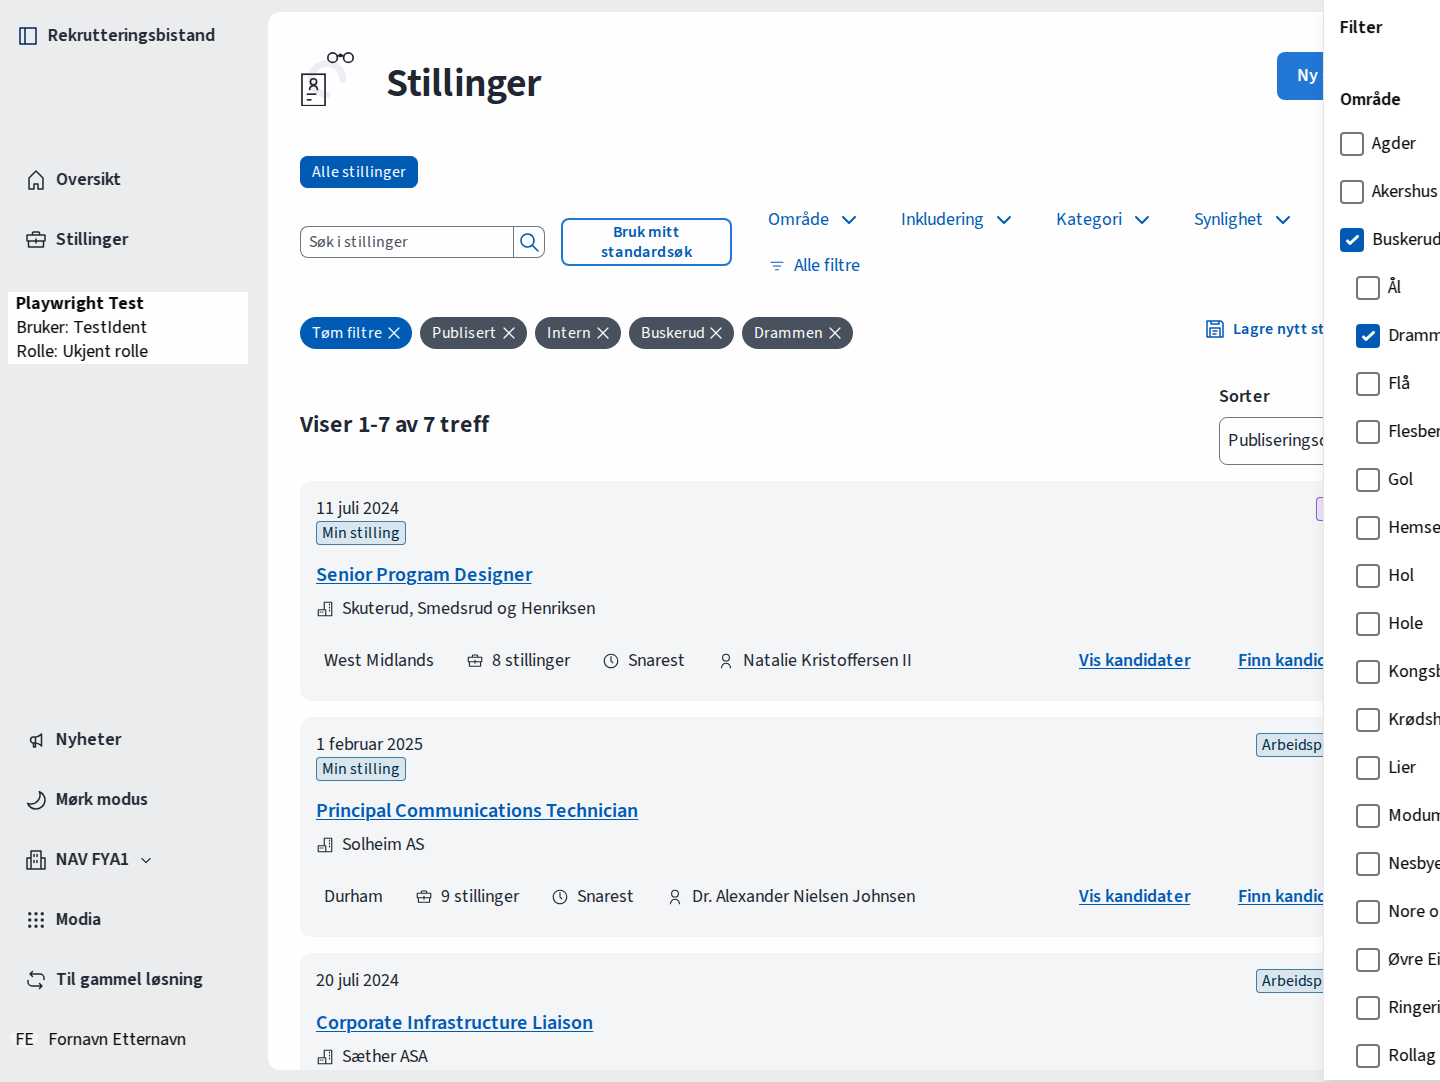 Rekrutteringsbistand
Oversikt
Stillinger
Playwright Test
Bruker: TestIdent
Rolle: Ukjent rolle
Nyheter
Mørk modus
NAV FYA1
Modia
Til gammel løsning
FE Fornavn Etternavn
Stillinger
Ny
Alle stillinger
Søk i stillinger
Bruk mitt
standardsøk
Område
Inkludering
Kategori
Synlighet
Alle filtre
Tøm filtre
Publisert
Intern
Buskerud
Drammen
Lagre nytt st
Viser 1-7 av 7 treff
Sorter
Publiserings
11 juli 2024
Min stilling
Senior Program Designer
Skuterud, Smedsrud og Henriksen
West Midlands 8 stillinger Snarest Natalie Kristoffersen II Vis kandidater Finn kandid
1 februar 2025
Arbeidsp
Min stilling
Principal Communications Technician
Solheim AS
Durham 9 stillinger Snarest Dr. Alexander Nielsen Johnsen Vis kandidater Finn kandid
20 juli 2024
Arbeidsp
Corporate Infrastructure Liaison
Sæther ASA
Filter
Område
Agder
Akershus
Buskerud
Ål
Dramm
Flå
Flesber
Gol
Hemse
Hol
Hole
Kongsb
Krødsh
Lier
Modum
Nesbye
Nore o
Øvre Ei
Ringeri
Rollag